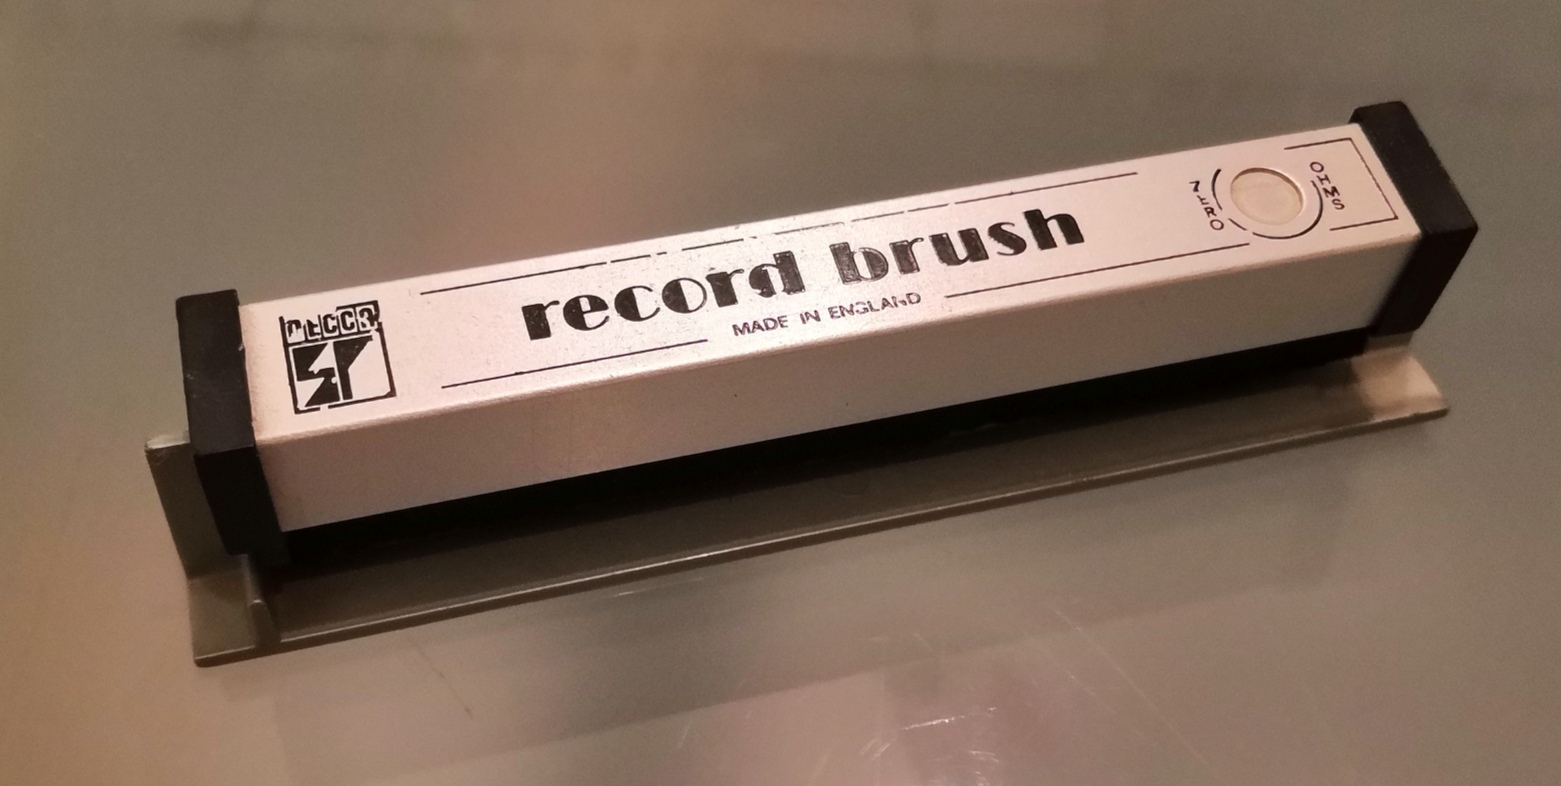 DECCA
record brush
MADE IN ENGLAND
ZERO
OHMS